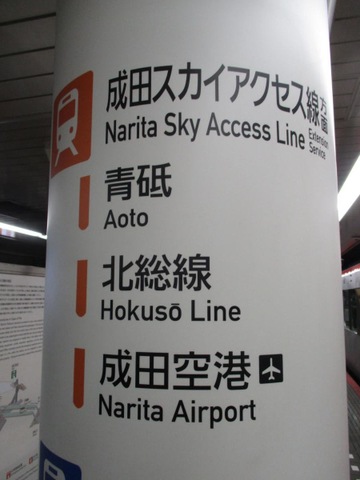 成田スカイアクセス線方面
Narita Sky Access Line Extension Service
青砥
Aoto
北総線
Hokusō Line
成田空港
Narita Airport